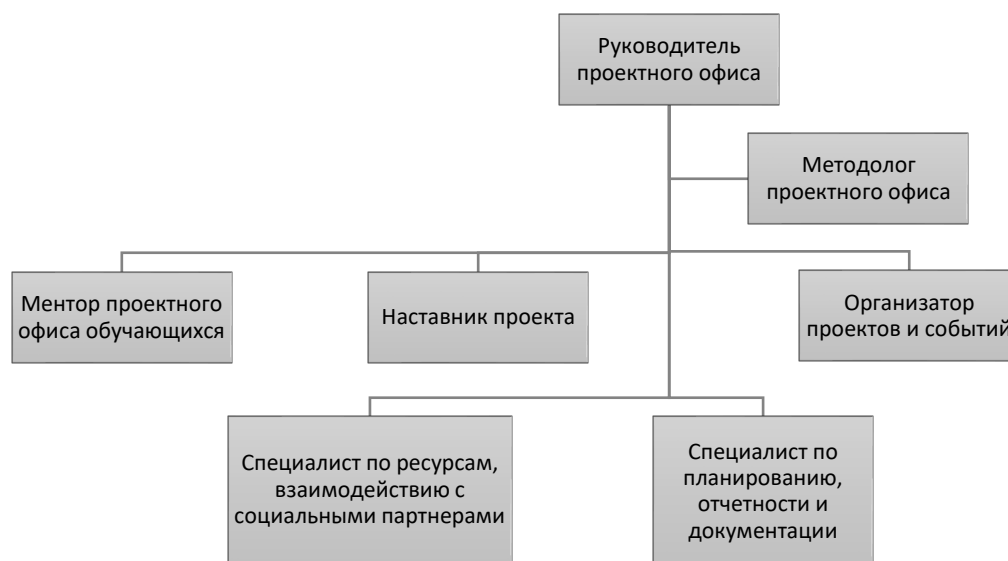 Руководитель
проектного офиса
Методолог
проектного офиса
Ментор проектного
офиса обучающихся
Наставник проекта
Организатор
проектов и событий
Специалист по ресурсам,
взаимодействию с
социальными партнерами
Специалист по
планированию,
отчетности и
документации